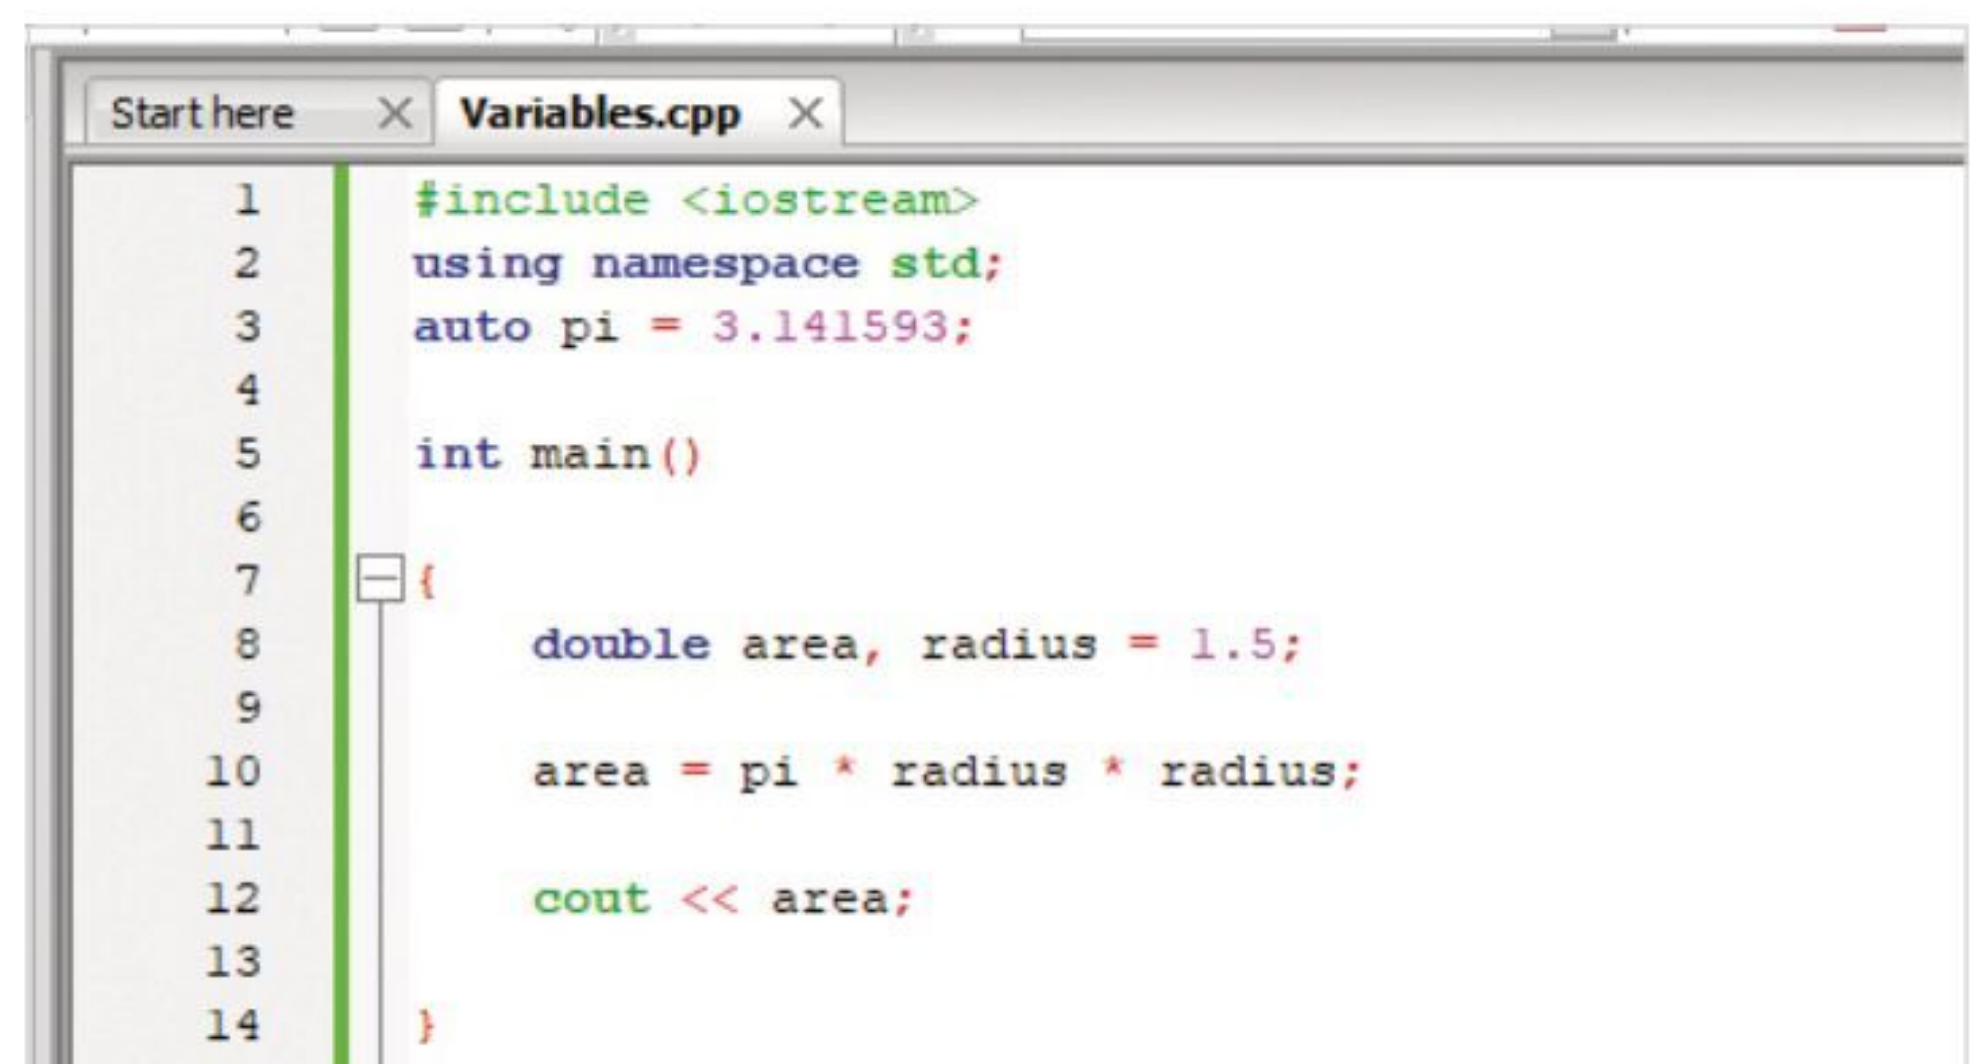 Start here Variables.cpp
1 #include <iostream>
2 using namespace std;
3 auto pi = 3.141593;
4
5 int main()
6
7 {
8 double area, radius = 1.5;
9
10 area = pi * radius * radius;
11
12 cout << area;
13
14 }